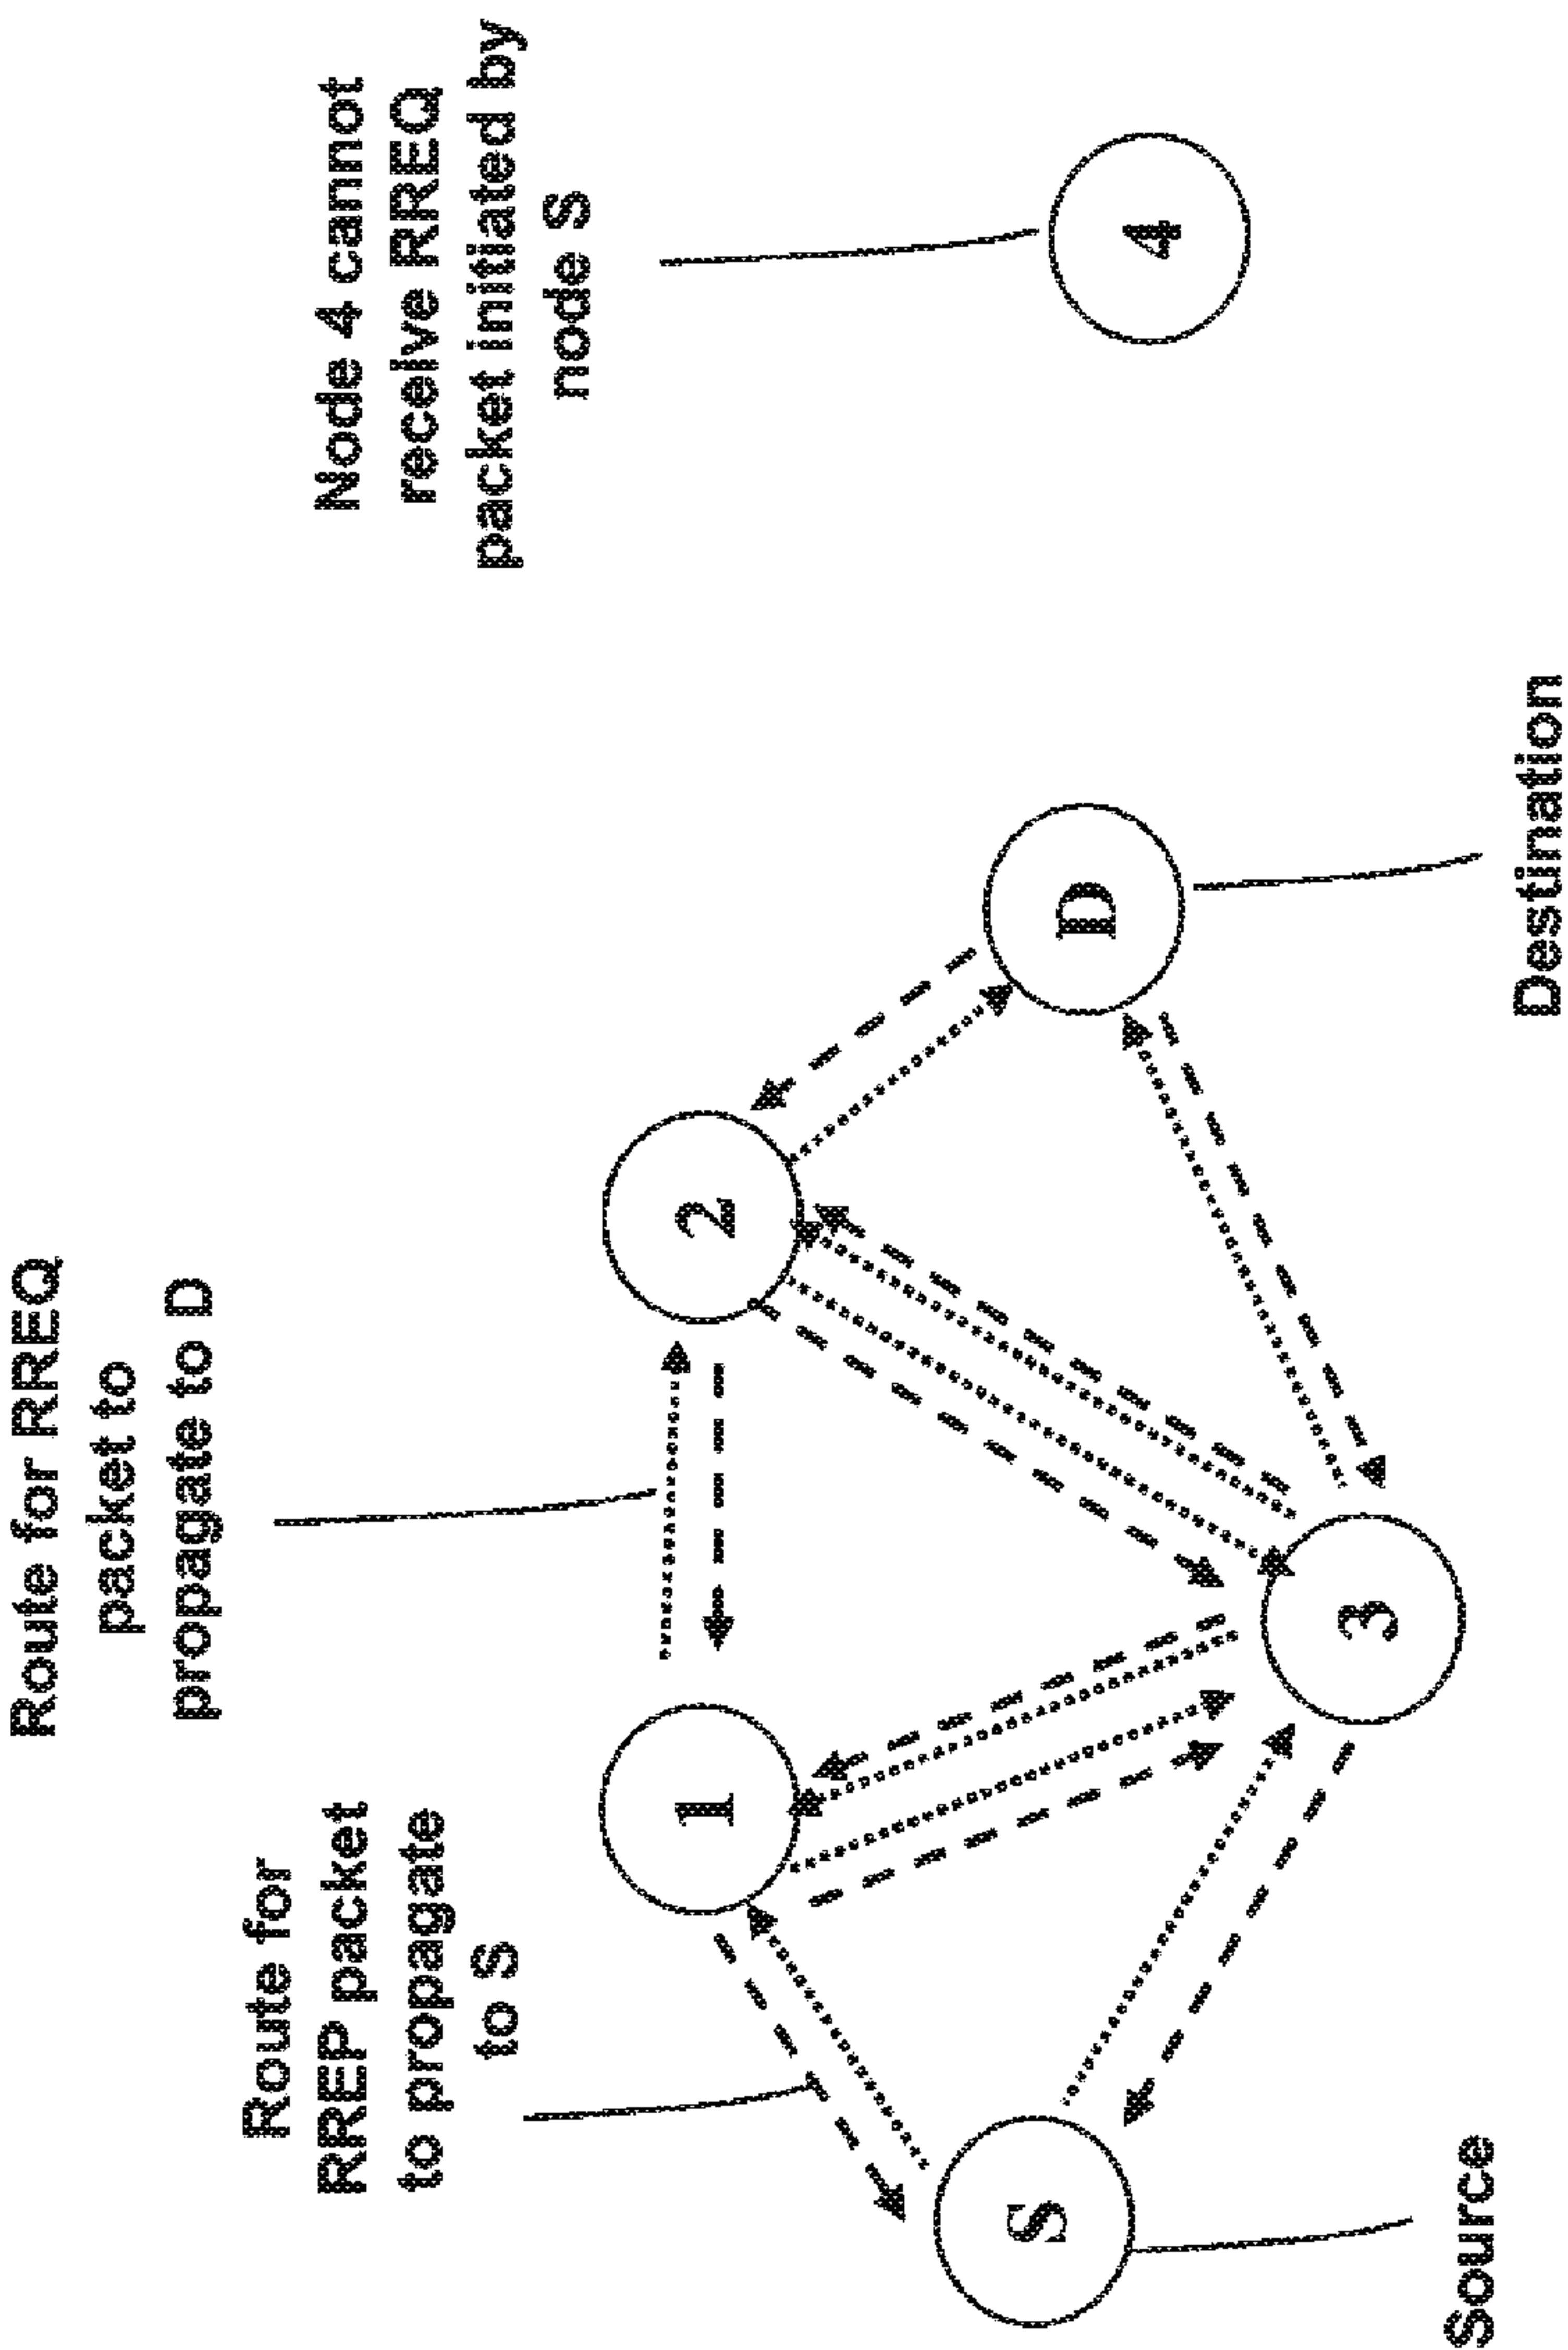 Route for RREQ
packet to
propagate to D
Route for
RREP packet
to propagate
to S
Node 4 cannot
receive RREQ
packet initiated by
node S
1
2
S
D
3
4
Source
Destination